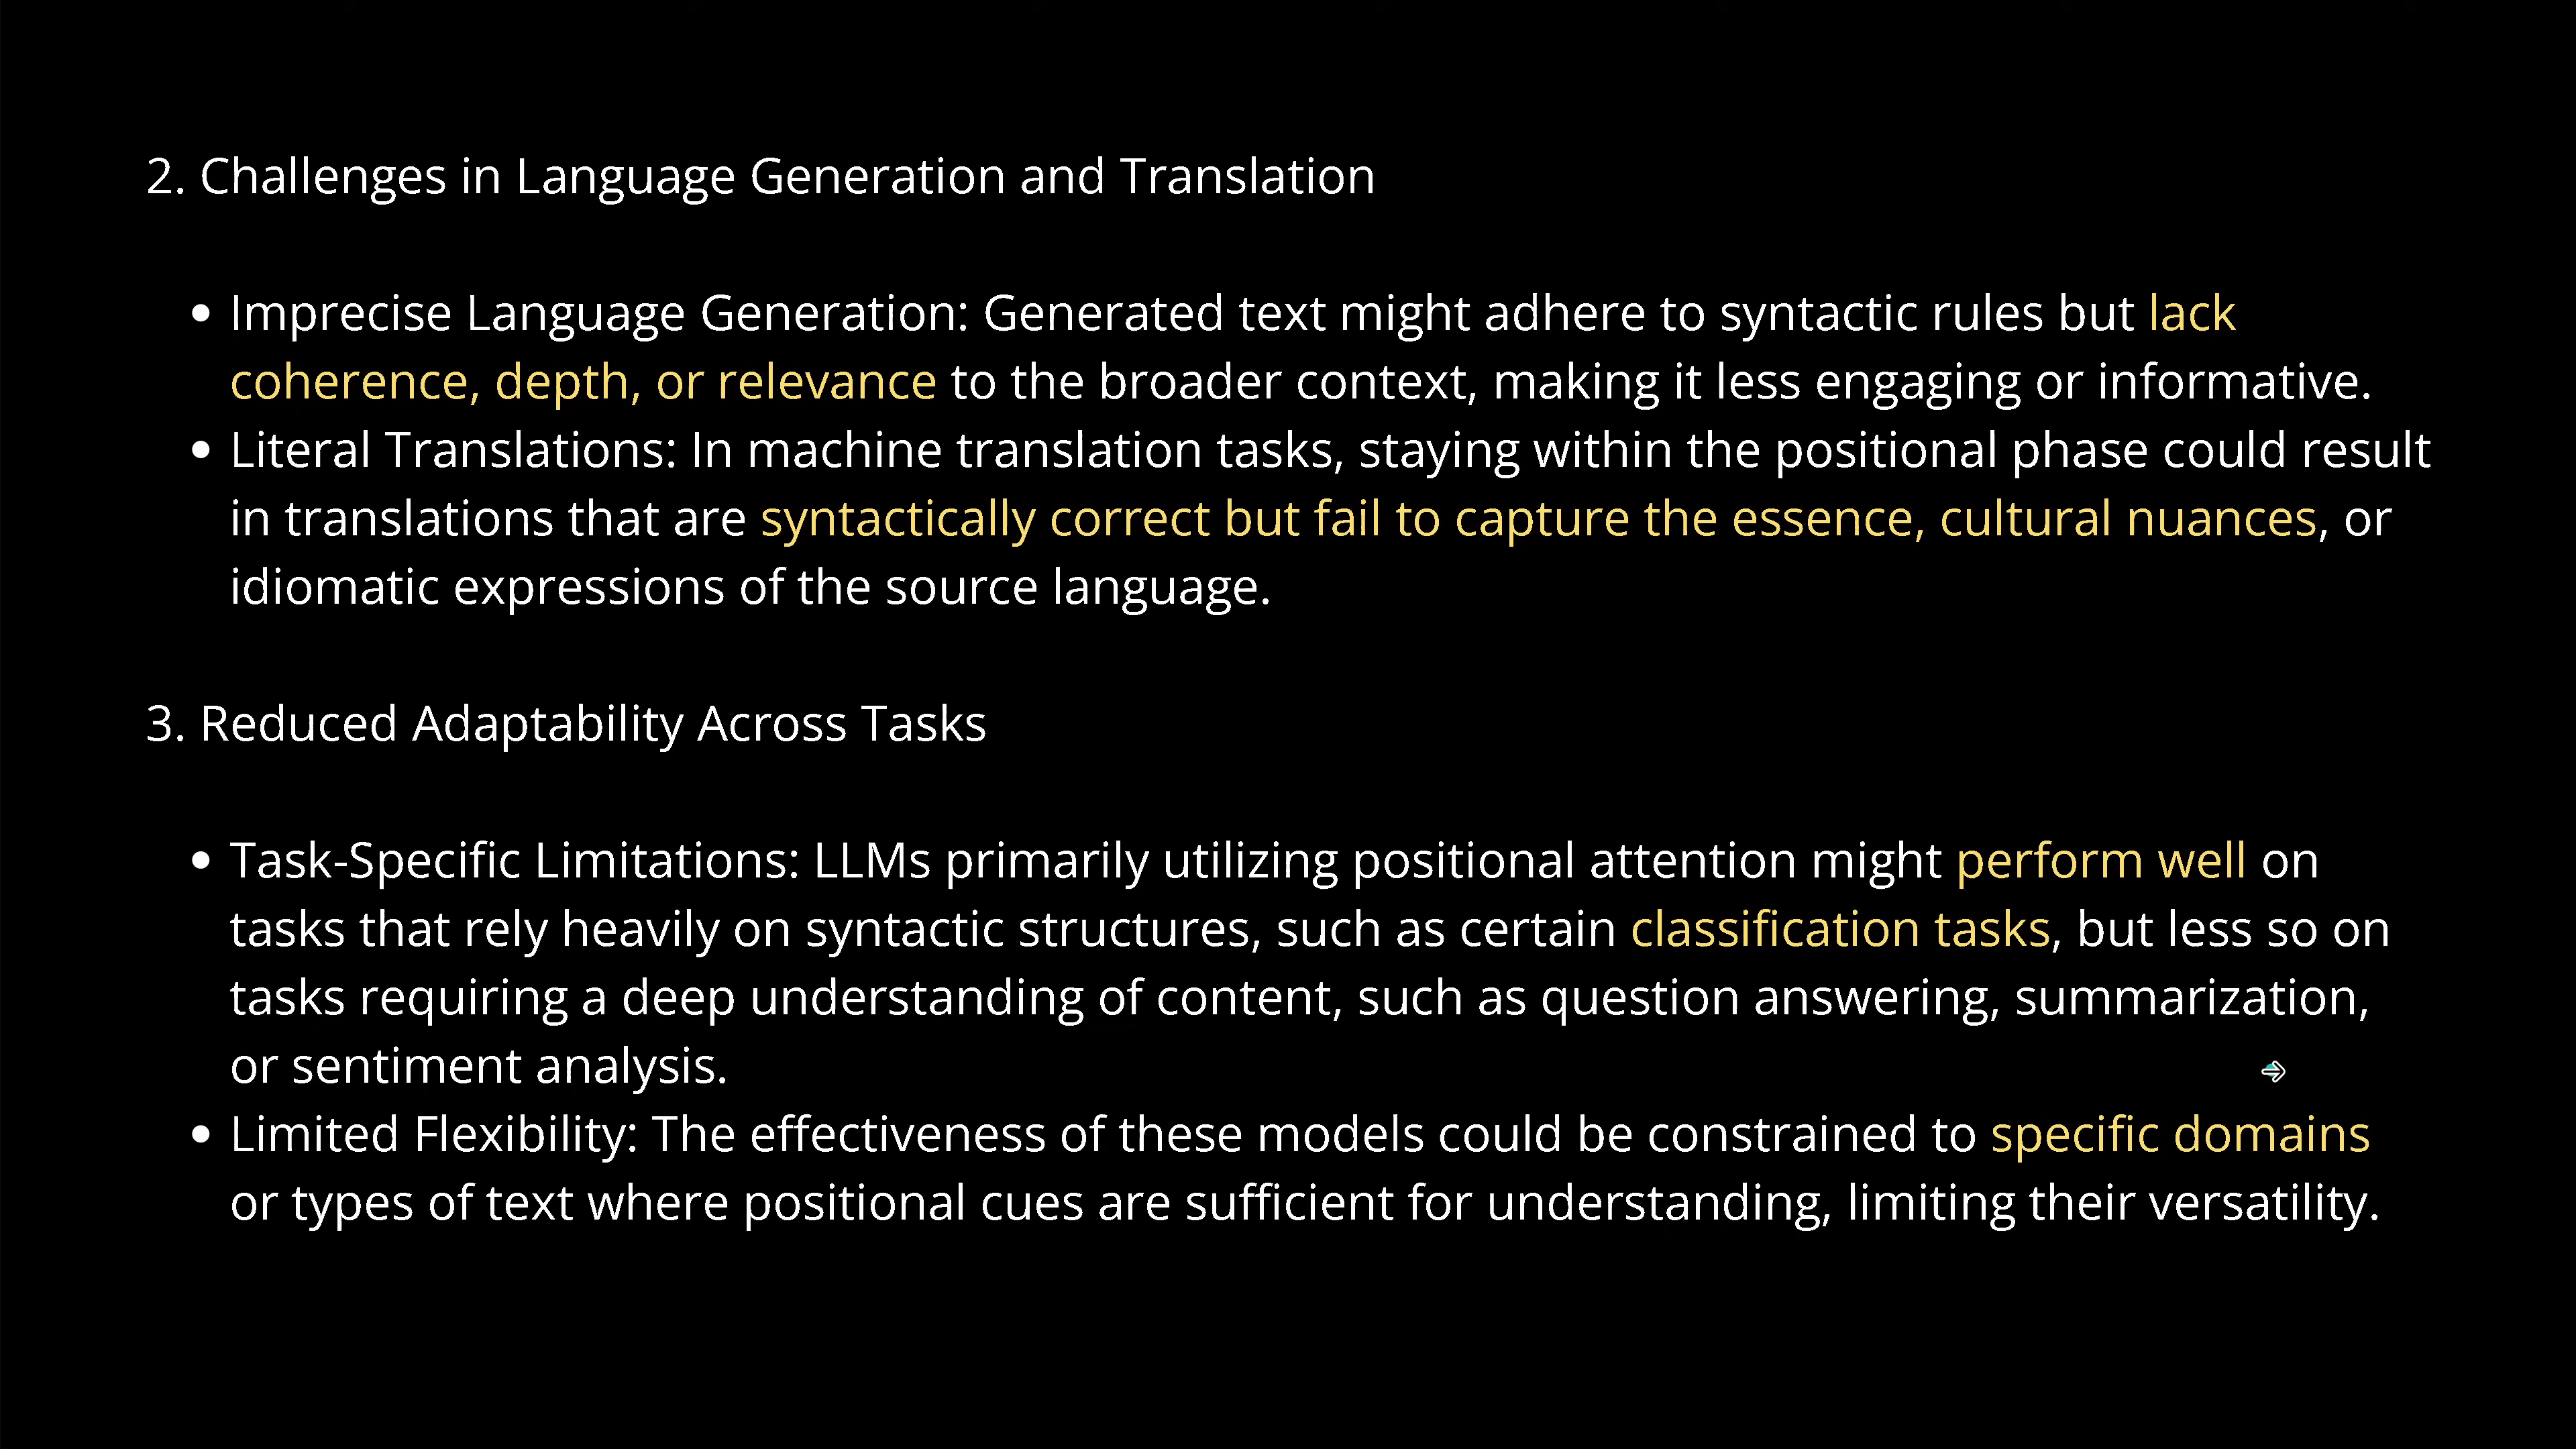 2. Challenges in Language Generation and Translation
• Imprecise Language Generation: Generated text might adhere to syntactic rules but lack
coherence, depth, or relevance to the broader context, making it less engaging or informative.
• Literal Translations: In machine translation tasks, staying within the positional phase could result
in translations that are syntactically correct but fail to capture the essence, cultural nuances, or
idiomatic expressions of the source language.
3. Reduced Adaptability Across Tasks
• Task-Specific Limitations: LLMs primarily utilizing positional attention might perform well on
tasks that rely heavily on syntactic structures, such as certain classification tasks, but less so on
tasks requiring a deep understanding of content, such as question answering, summarization,
or sentiment analysis.
• Limited Flexibility: The effectiveness of these models could be constrained to specific domains
or types of text where positional cues are sufficient for understanding, limiting their versatility.